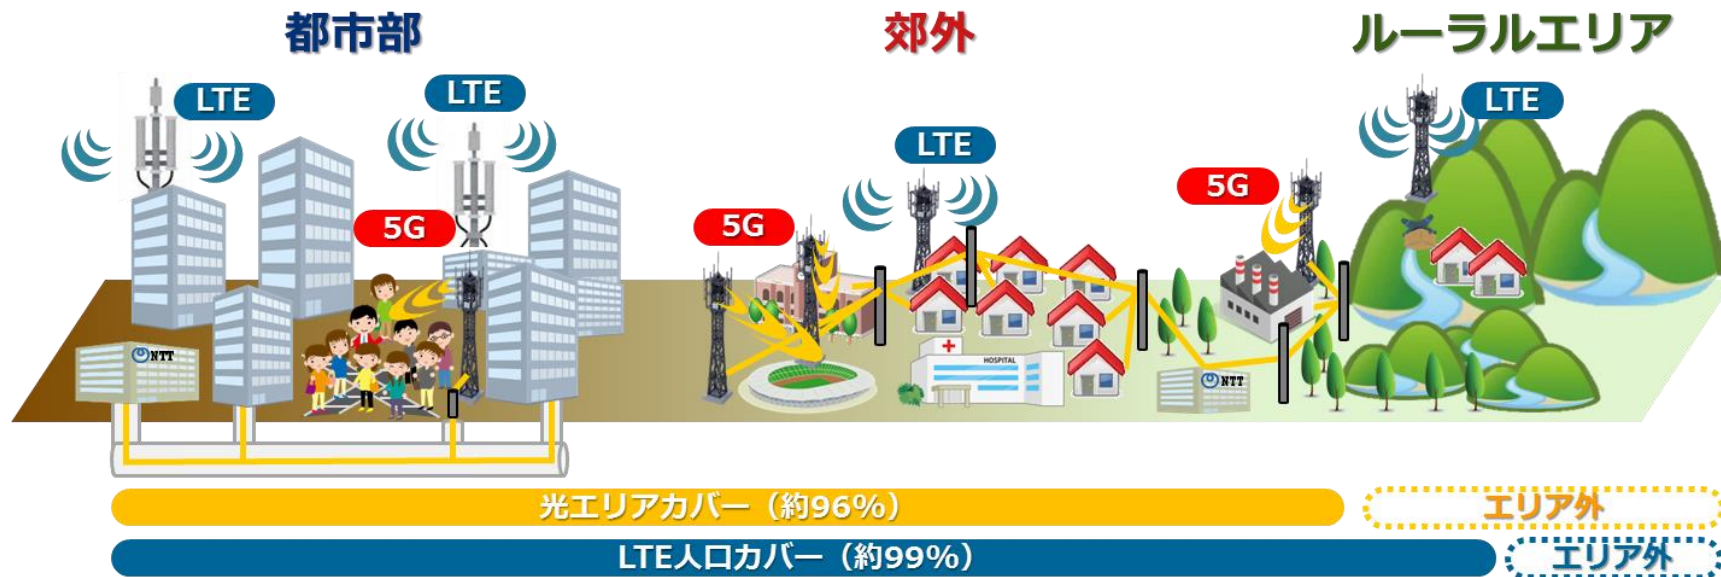 都市部
郊外
ルーラルエリア
LTE
LTE
LTE
LTE
5G
5G
5G
NTT
HOSPITAL
NTT
光エリアカバー（約96%）
エリア外
LTE人口カバー（約99%）
エリア外